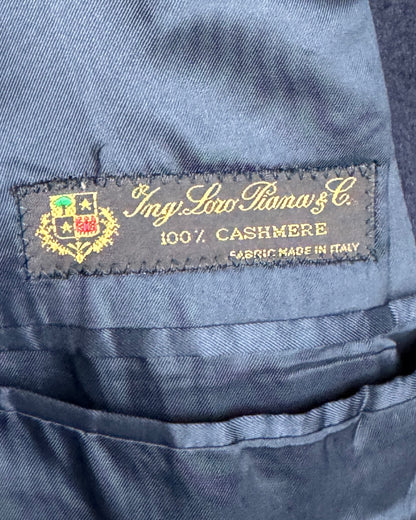 Ing. Loro Piana & C.
100% CASHMERE
FABRIC MADE IN ITALY